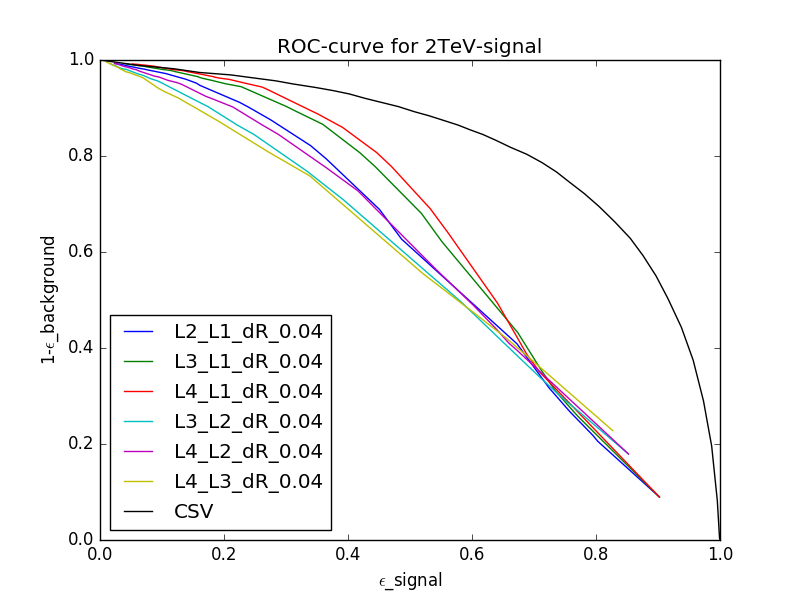 ROC-curve for 2TeV-signal
1.0
0.8
0.6
0.4
0.2
0.0
1-ϵ_background
L2_L1_dR_0.04
L3_L1_dR_0.04
L4_L1_dR_0.04
L3_L2_dR_0.04
L4_L2_dR_0.04
L4_L3_dR_0.04
CSV
0.0 0.2 0.4 0.6 0.8 1.0
ϵ_signal